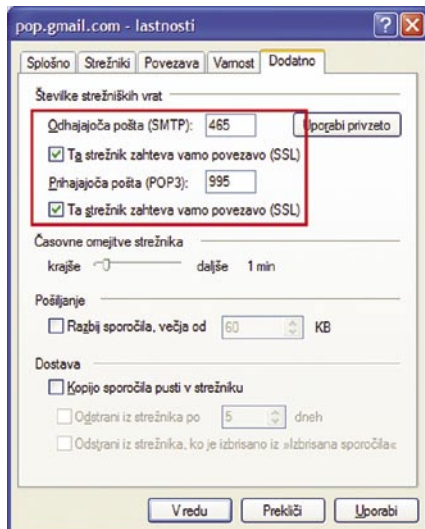 pop.gmail.com - lastnosti
Splošno Strežniki Povezava Varnost Dodatno
Številke strežniških vrat
Odhajajoča pošta (SMTP): 465 Uporabi privzeto
Ta strežnik zahteva varno povezavo (SSL)
Prihajajoča pošta (POP3): 995
Ta strežnik zahteva varno povezavo (SSL)
Časovne omejitve strežnika
krajše daljše 1 min
Pošiljanje
Razbij sporočila, večja od 60 KB
Dostava
Kopijo sporočila pusti v strežniku
Odstrani iz strežnika po 5 dneh
Odstrani iz strežnika, ko je izbrisano iz »Izbrisana sporočila«
V redu Prekliči Uporabi